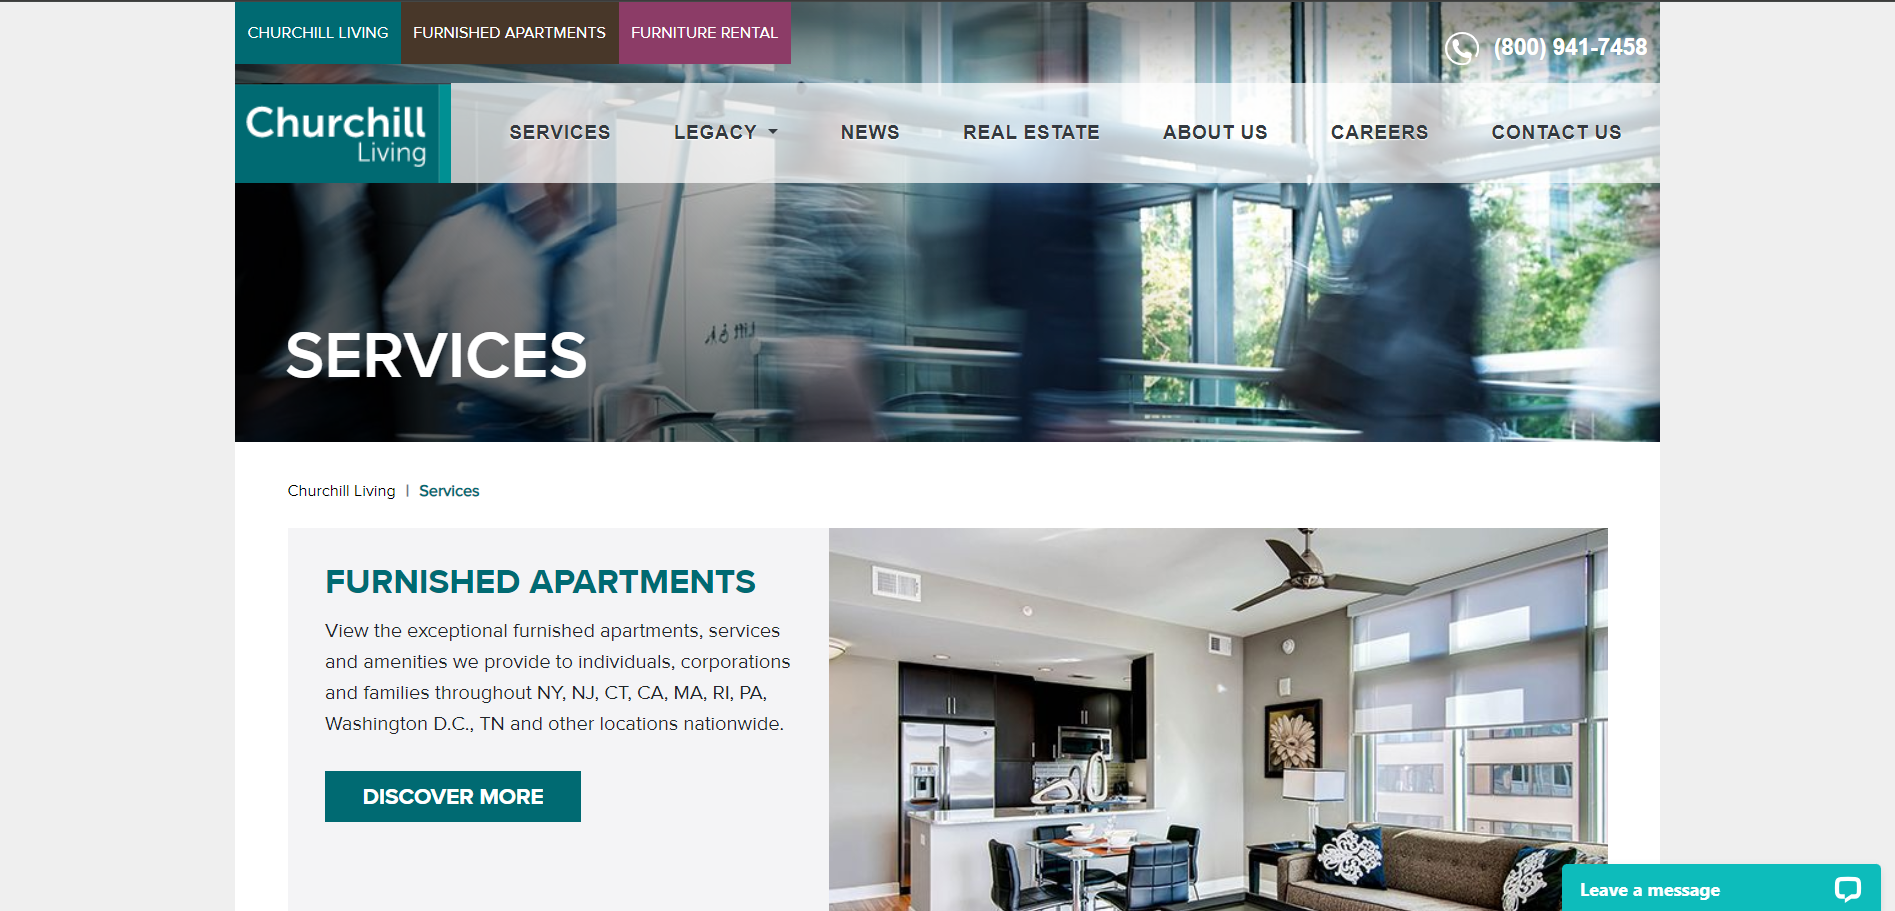 CHURCHILL LIVING
FURNISHED APARTMENTS
FURNITURE RENTAL
(800) 941-7458
Churchill
Living
SERVICES
LEGACY
NEWS
REAL ESTATE
ABOUT US
CAREERS
CONTACT US
SERVICES
Churchill Living | Services
FURNISHED APARTMENTS
View the exceptional furnished apartments, services
and amenities we provide to individuals, corporations
and families throughout NY, NJ, CT, CA, MA, RI, PA,
Washington D.C., TN and other locations nationwide.
DISCOVER MORE
Leave a message